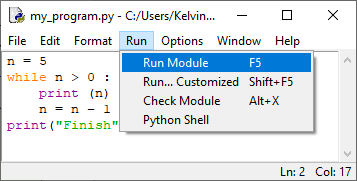 my_program.py - C:/Users/Kelvin...
File Edit Format Run Options Window Help
n = 5
while n > 0 :
    print (n)
    n = n - 1
print("Finish"
Run Module F5
Run... Customized Shift+F5
Check Module Alt+X
Python Shell
Ln: 2 Col: 17